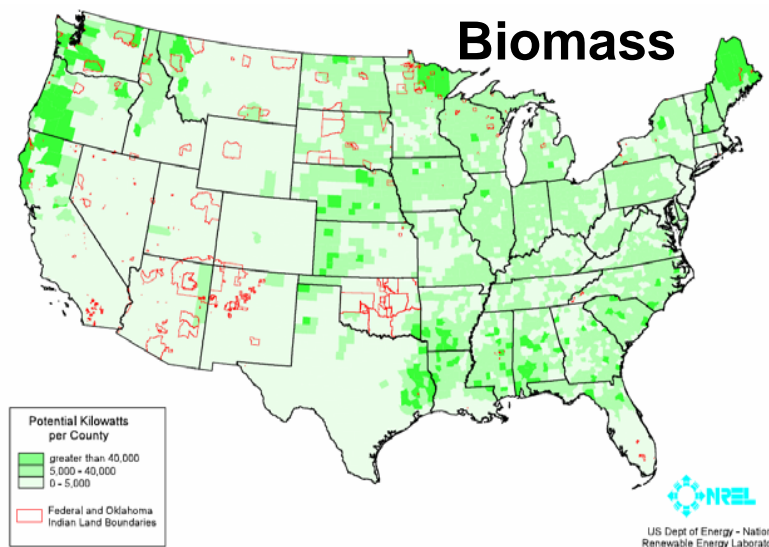 Biomass
Potential Kilowatts
per County
greater than 40,000
5,000 - 40,000
0 - 5,000
Federal and Oklahoma
Indian Land Boundaries
NREL
US Dept of Energy - Nation
Renewable Energy Laborato